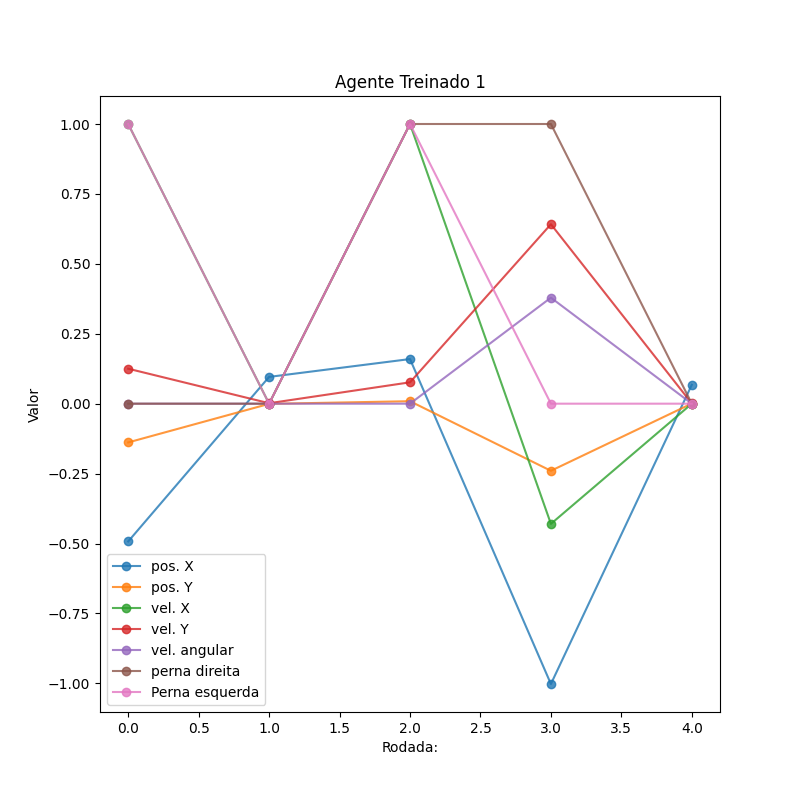 Agente Treinado 1
Valor
1.00
0.75
0.50
0.25
0.00
−0.25
−0.50
−0.75
−1.00
pos. X
pos. Y
vel. X
vel. Y
vel. angular
perna direita
Perna esquerda
0.0 0.5 1.0 1.5 2.0 2.5 3.0 3.5 4.0
Rodada: